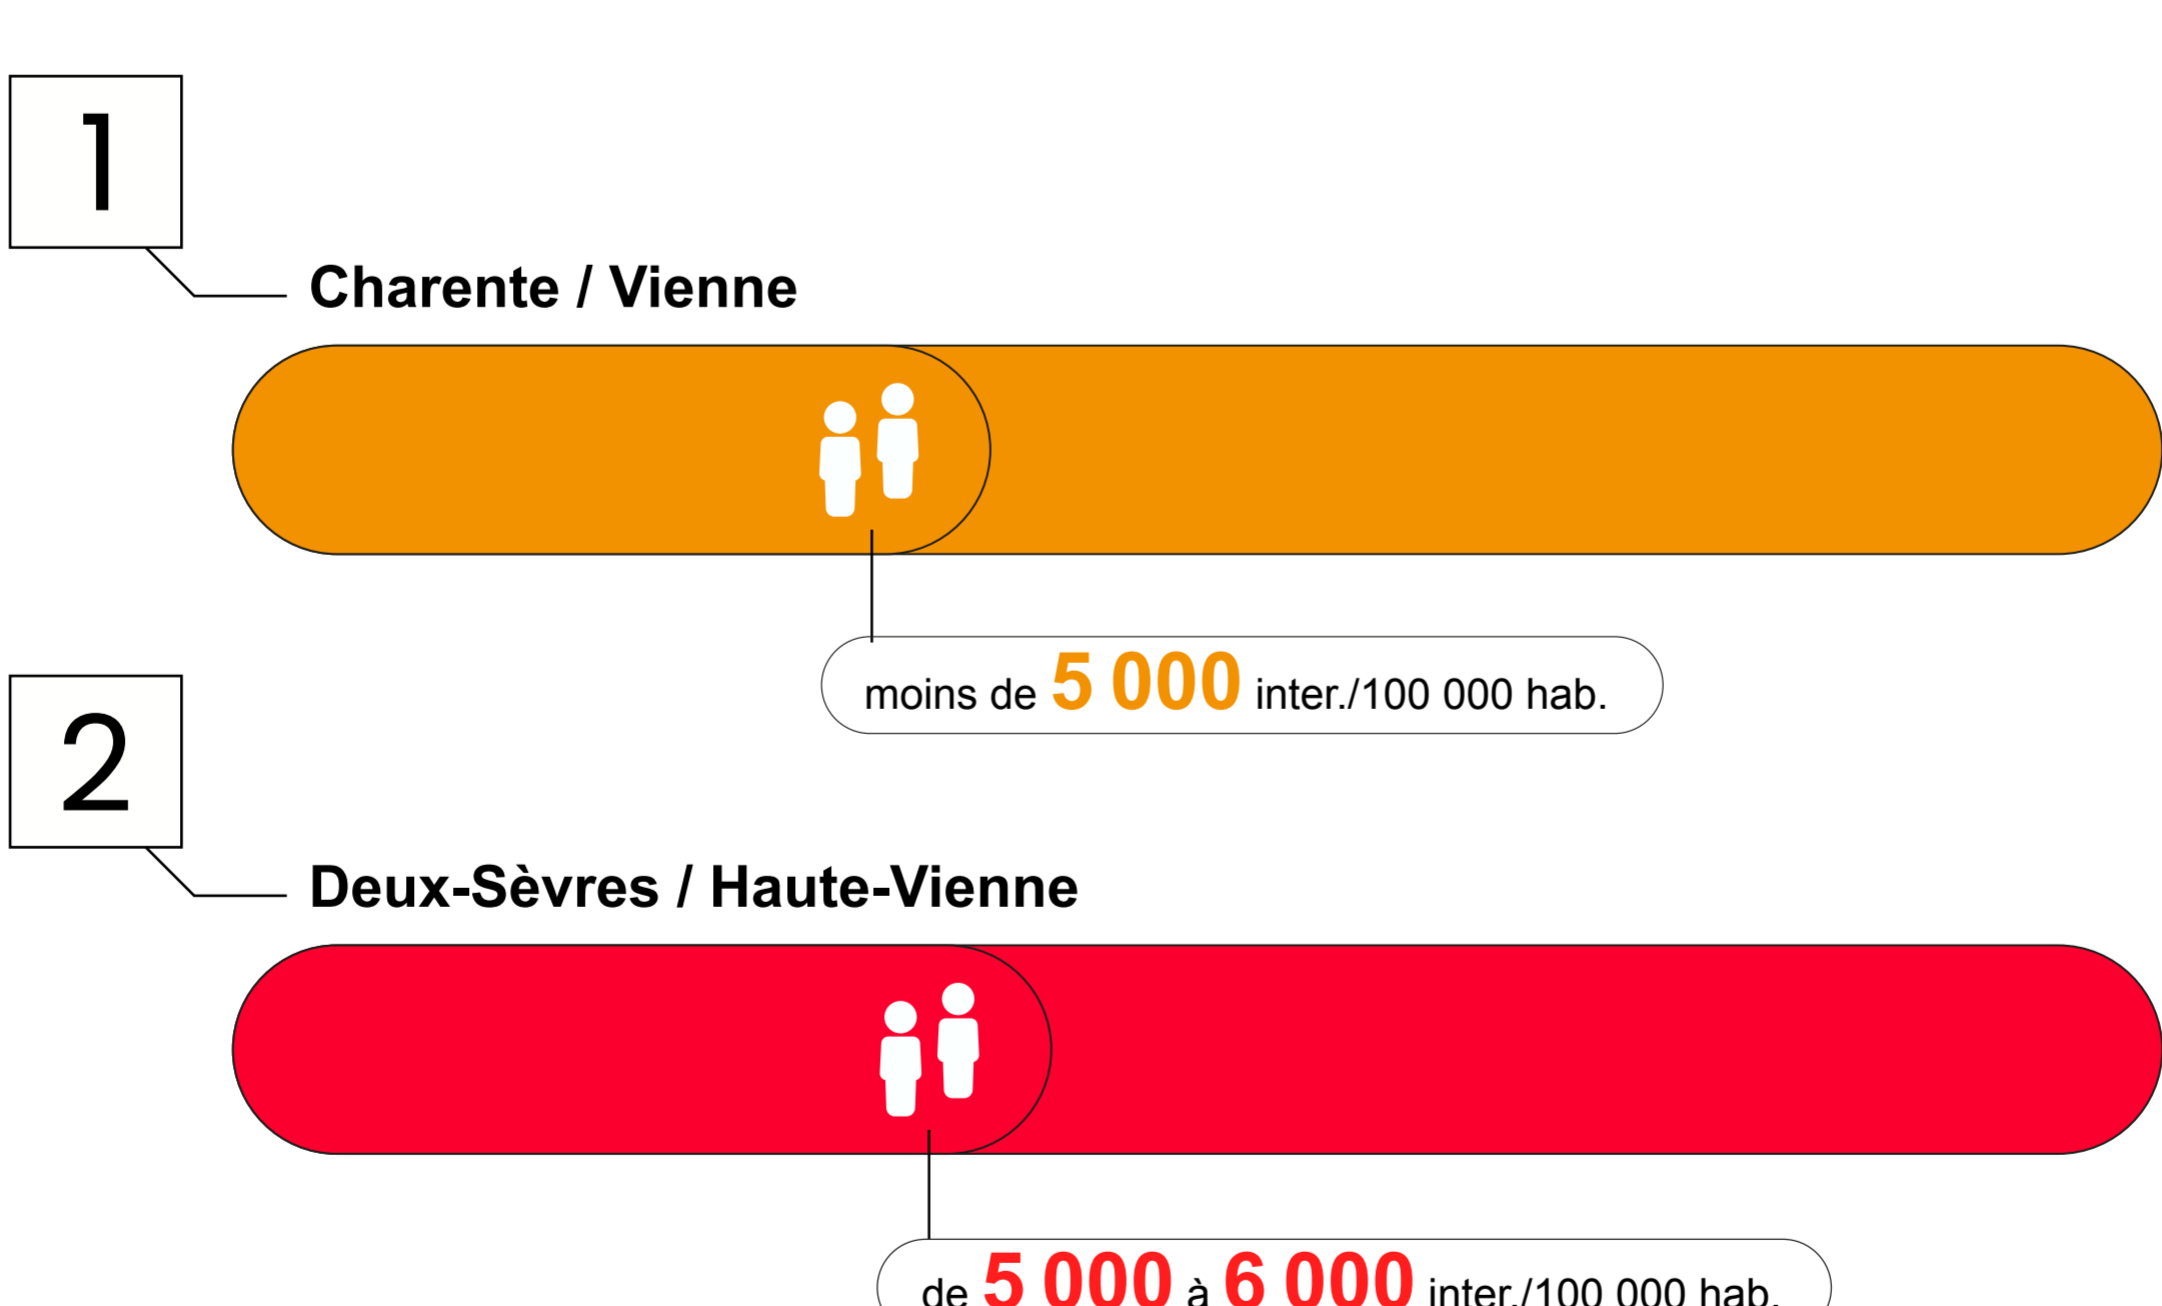 1
Charente / Vienne
moins de 5 000 inter./100 000 hab.
2
Deux-Sèvres / Haute-Vienne
de 5 000 à 6 000 inter./100 000 hab.